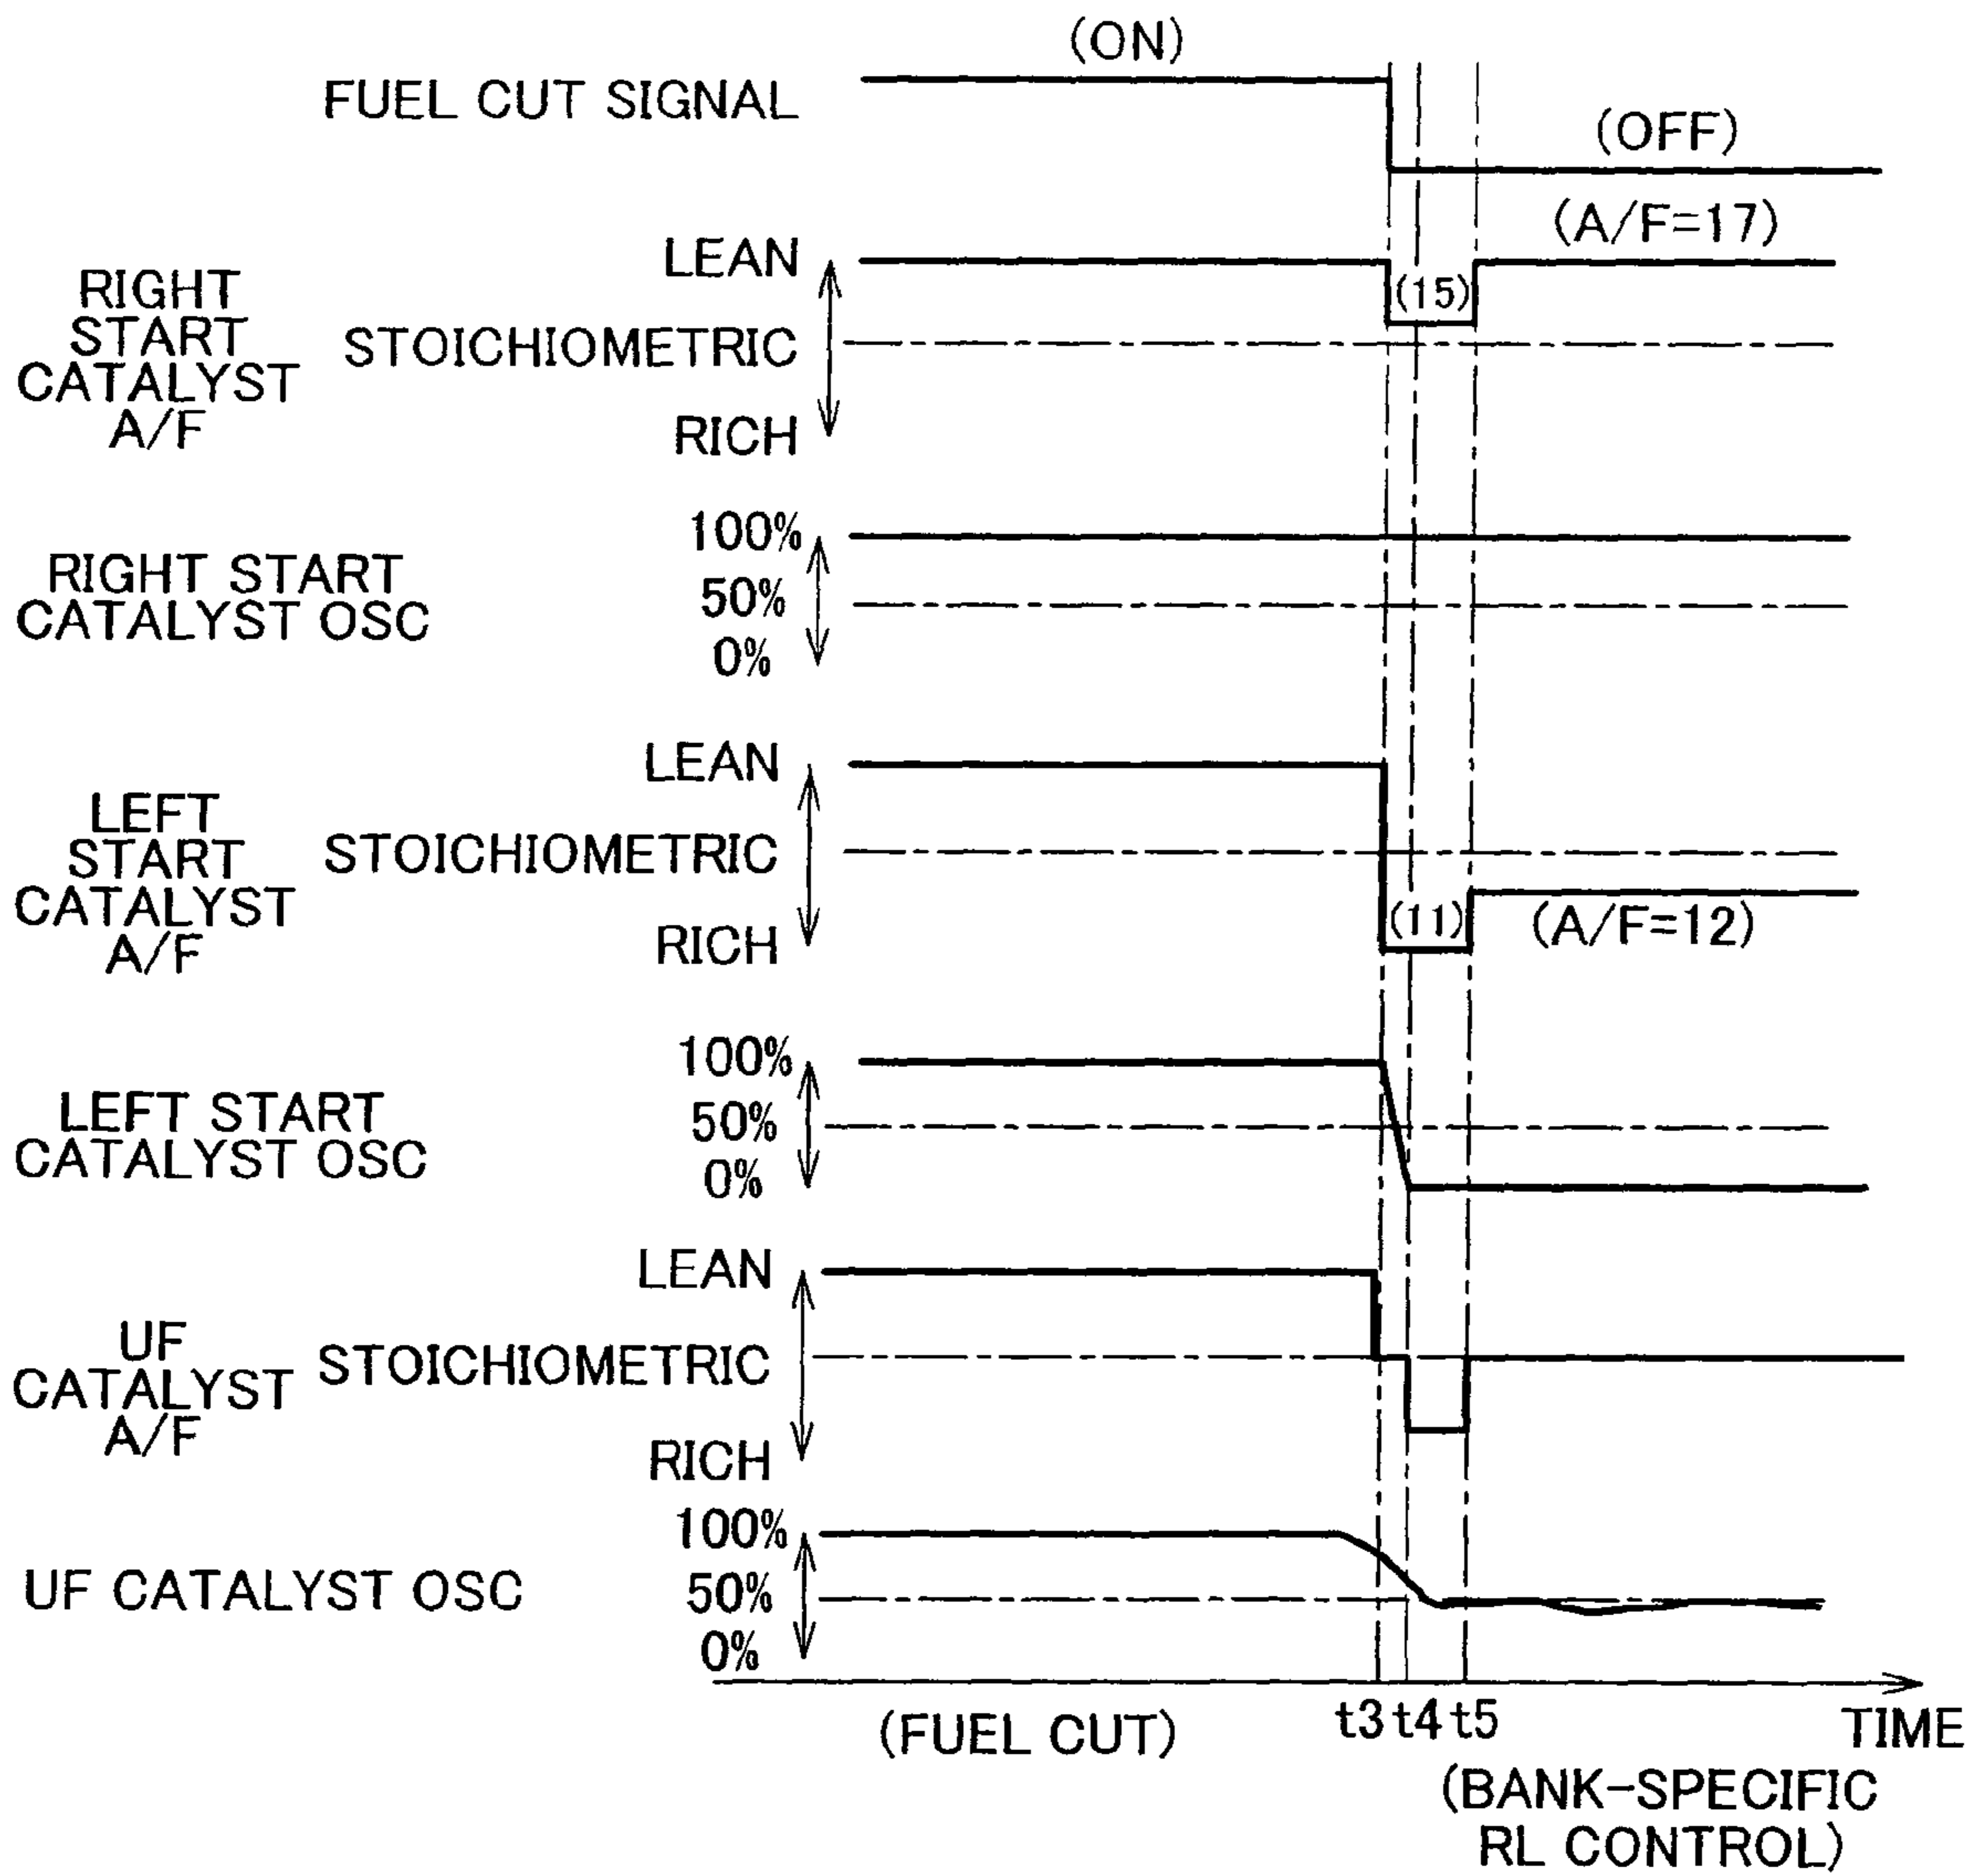 (ON)
FUEL CUT SIGNAL
(OFF)
(A/F=17)
LEAN
(15)
RIGHT
START
CATALYST
A/F
STOICHIOMETRIC
RICH
100%
RIGHT START
CATALYST OSC
50%
0%
LEAN
LEFT
START
CATALYST
A/F
STOICHIOMETRIC
RICH
(11)
(A/F=12)
100%
LEFT START
CATALYST OSC
50%
0%
LEAN
UF
CATALYST
A/F
STOICHIOMETRIC
RICH
100%
UF CATALYST OSC
50%
0%
(FUEL CUT)
t3 t4 t5
TIME
(BANK-SPECIFIC
RL CONTROL)